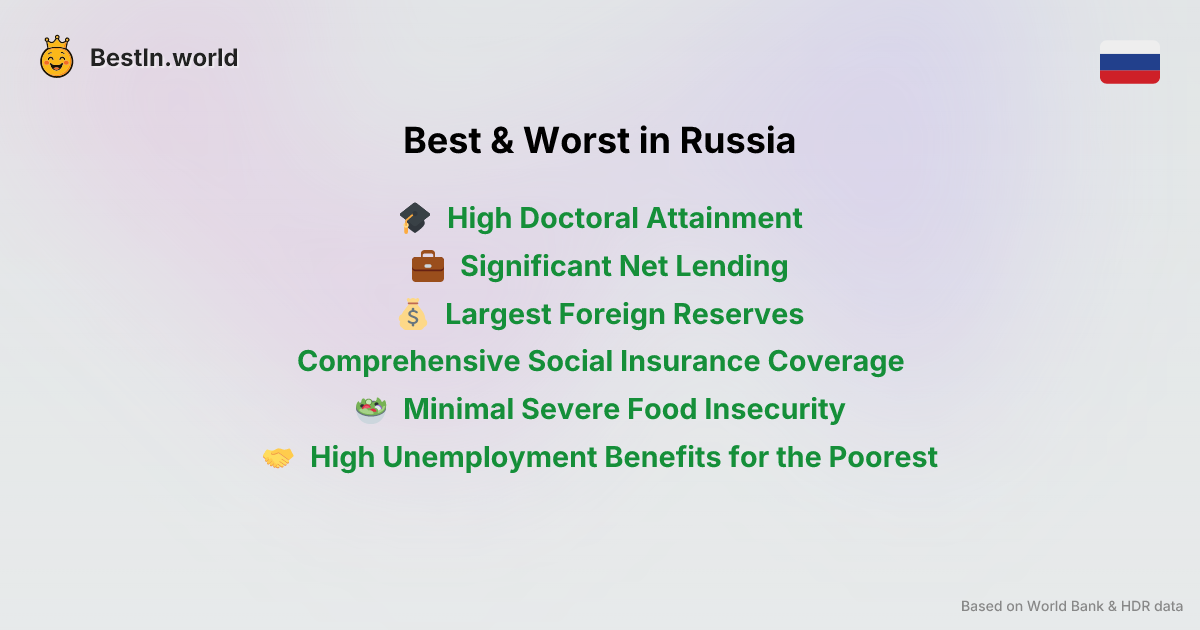 BestIn.world
Best & Worst in Russia
High Doctoral Attainment
Significant Net Lending
Largest Foreign Reserves
Comprehensive Social Insurance Coverage
Minimal Severe Food Insecurity
High Unemployment Benefits for the Poorest
Based on World Bank & HDR data